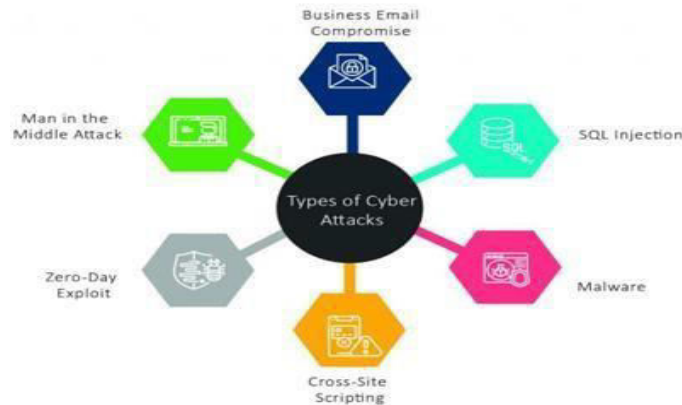 Business Email
Compromise
Man in the
Middle Attack
SQL Injection
SQL
Types of Cyber
Attacks
Zero-Day
Exploit
Malware
Cross-Site
Scripting